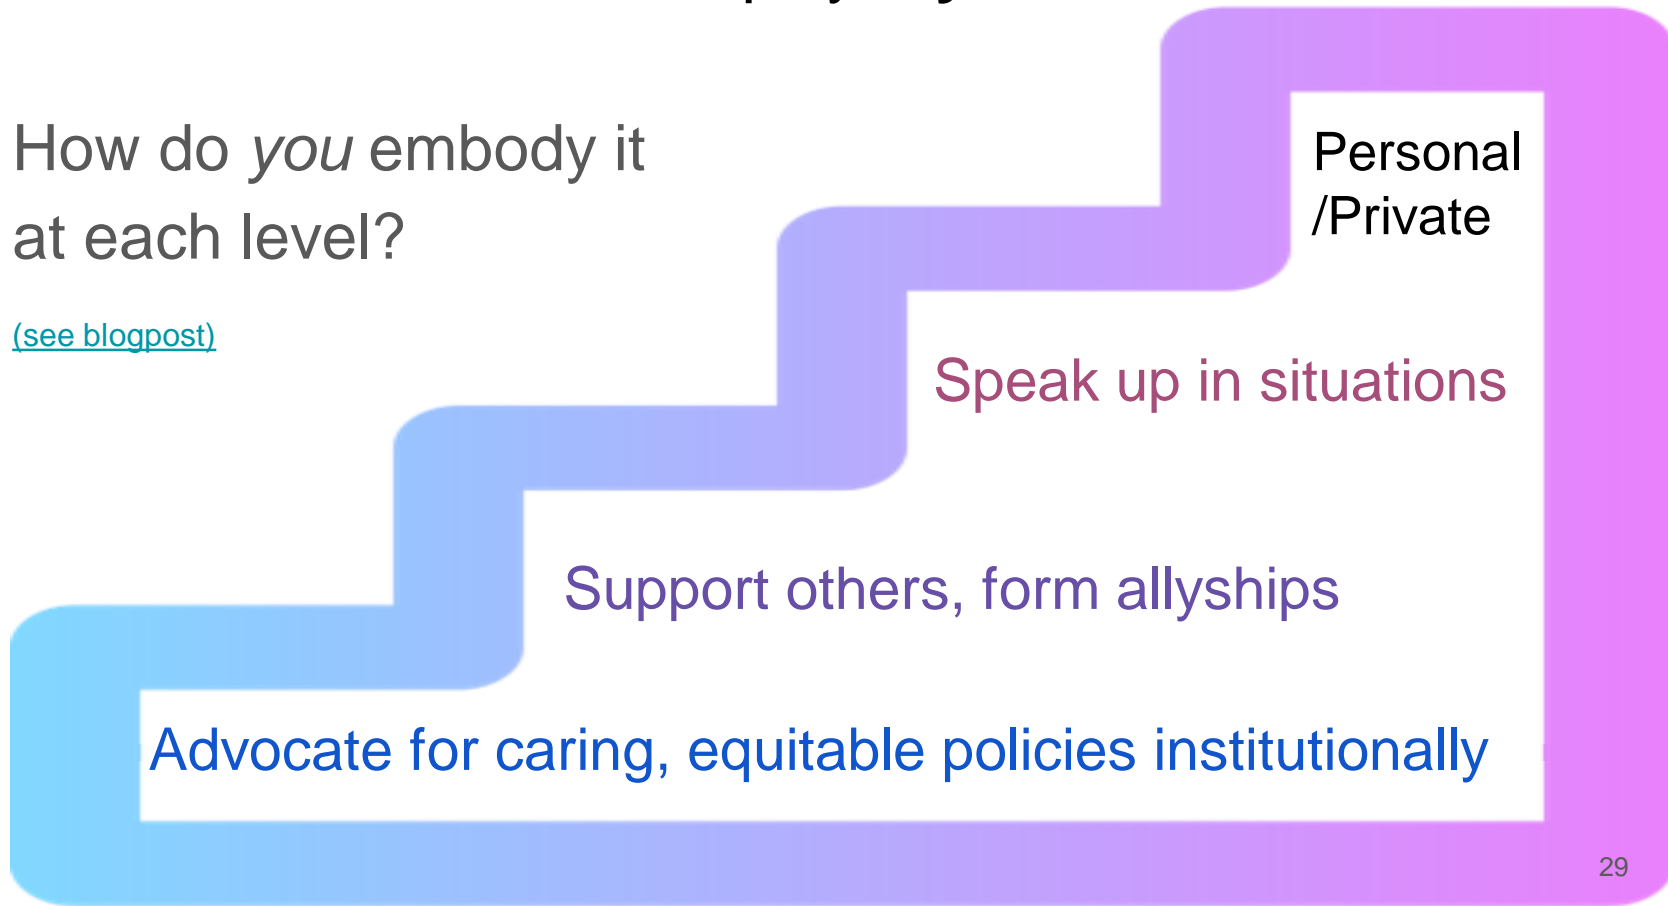 How do you embody it
at each level?
(see blogpost)
Personal
/Private
Speak up in situations
Support others, form allyships
Advocate for caring, equitable policies institutionally
29